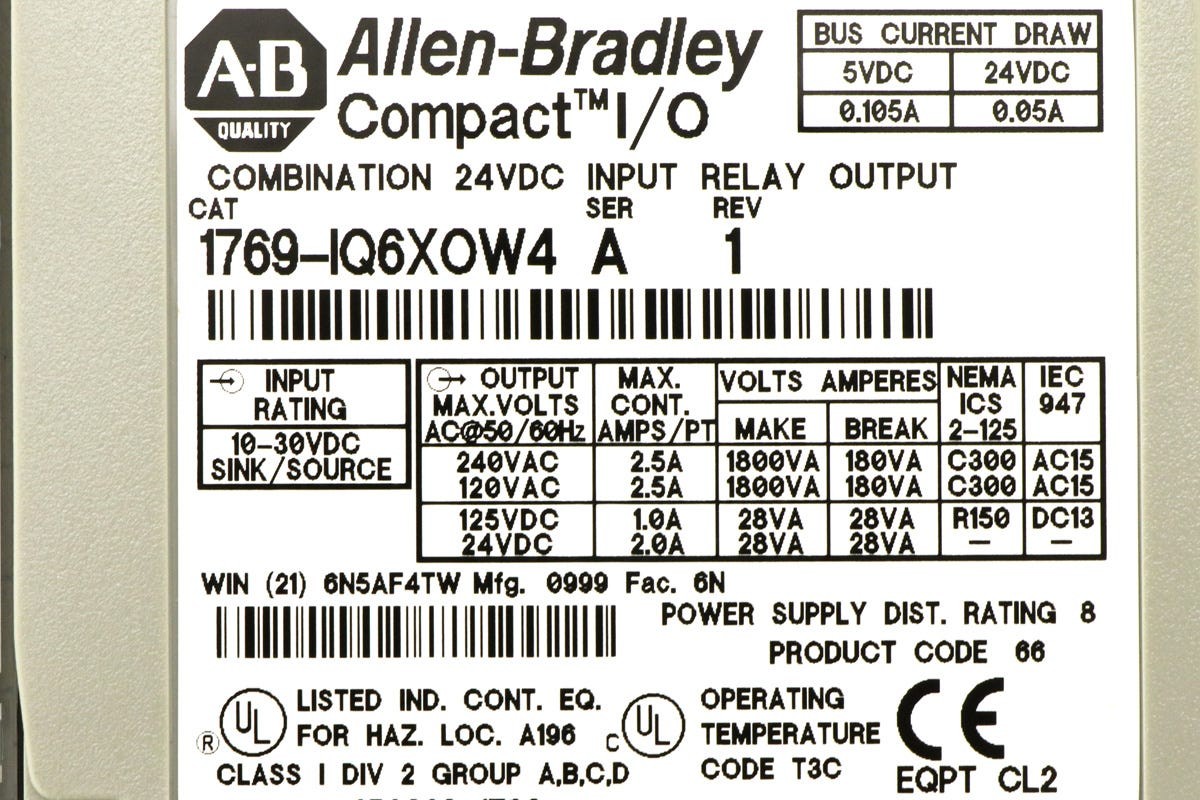 A-B
QUALITY
Allen-Bradley
Compact™ I/O
BUS CURRENT DRAW
5VDC 24VDC
0.105A 0.05A
COMBINATION 24VDC INPUT RELAY OUTPUT
CAT SER REV
1769-IQ6XOW4 A 1
INPUT
RATING
10-30VDC
SINK/SOURCE
OUTPUT MAX. VOLTS AMPERES NEMA IEC
MAX.VOLTS CONT. ICS 947
AC@50/60Hz AMPS/PT MAKE BREAK 2-125
240VAC 2.5A 1800VA 180VA C300 AC15
120VAC 2.5A 1800VA 180VA C300 AC15
125VDC 1.0A 28VA 28VA R150 DC13
24VDC 2.0A 28VA 28VA — —
WIN (21) 6N5AF4TW Mfg. 0999 Fac. 6N
POWER SUPPLY DIST. RATING 8
PRODUCT CODE 66
UL ® LISTED IND. CONT. EQ.
FOR HAZ. LOC. A196
CLASS I DIV 2 GROUP A,B,C,D
c UL
OPERATING
TEMPERATURE
CODE T3C
CE
EQPT CL2